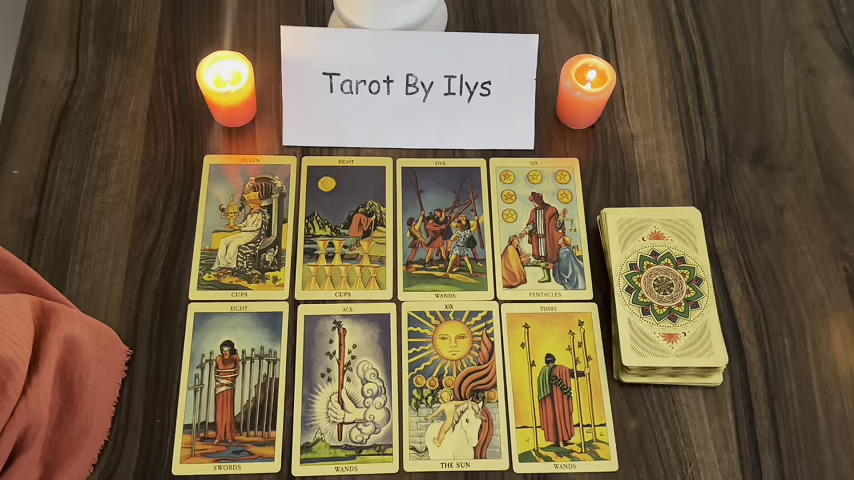 Tarot By Ilys
QUEEN
EIGHT
FIVE
SIX
CUPS
CUPS
WANDS
PENTACLES
EIGHT
ACE
XIX
THREE
SWORDS
WANDS
THE SUN
WANDS